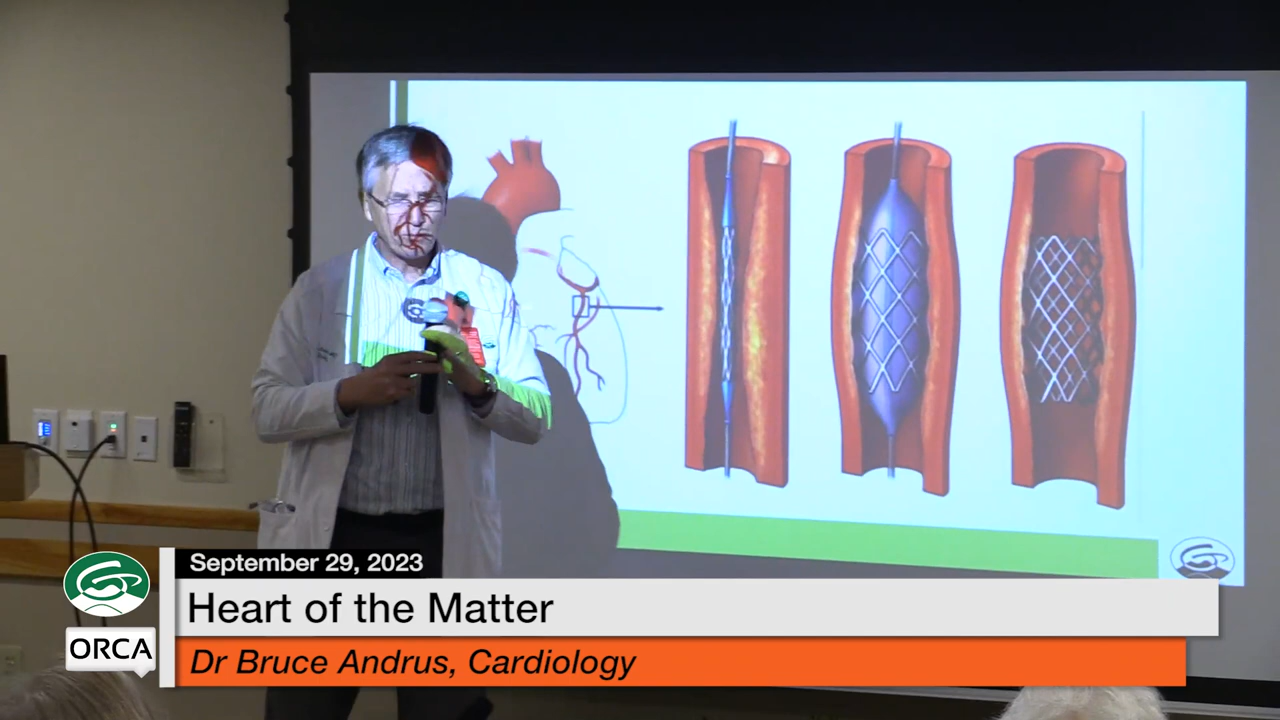 September 29, 2023
Heart of the Matter
ORCA
Dr Bruce Andrus, Cardiology